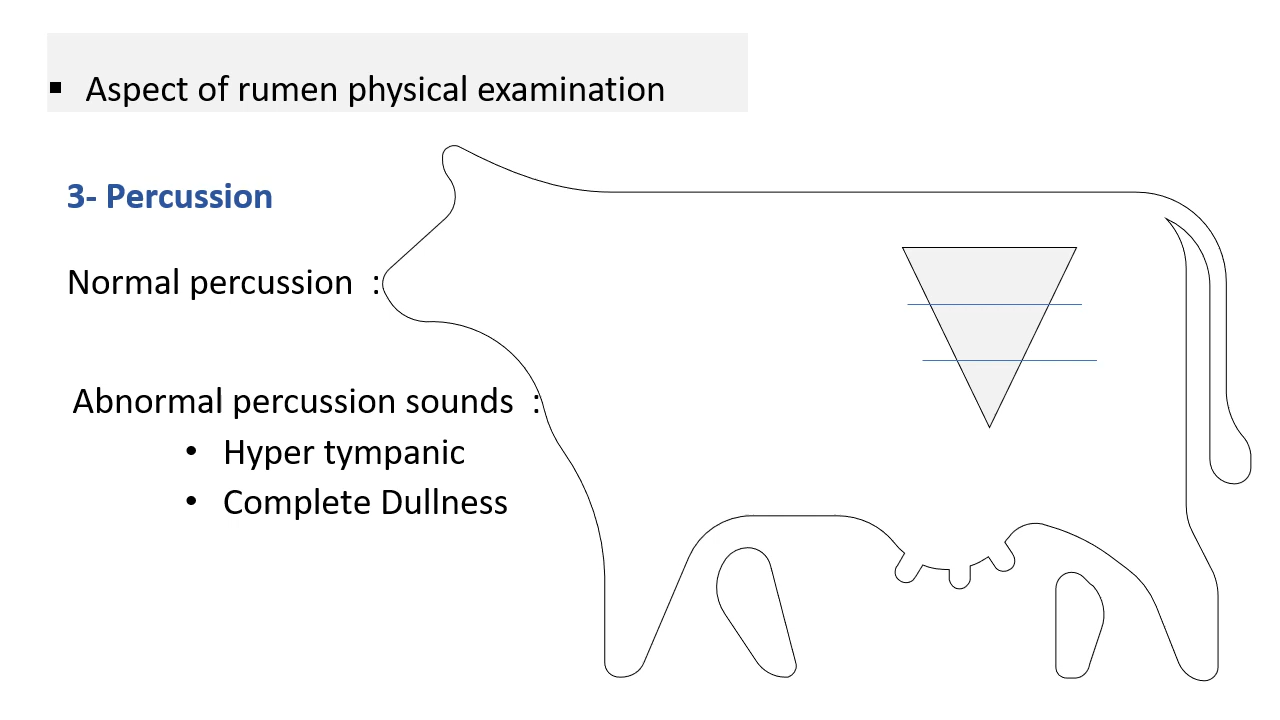 ▪ Aspect of rumen physical examination
3- Percussion
Normal percussion :
Abnormal percussion sounds :
• Hyper tympanic
• Complete Dullness